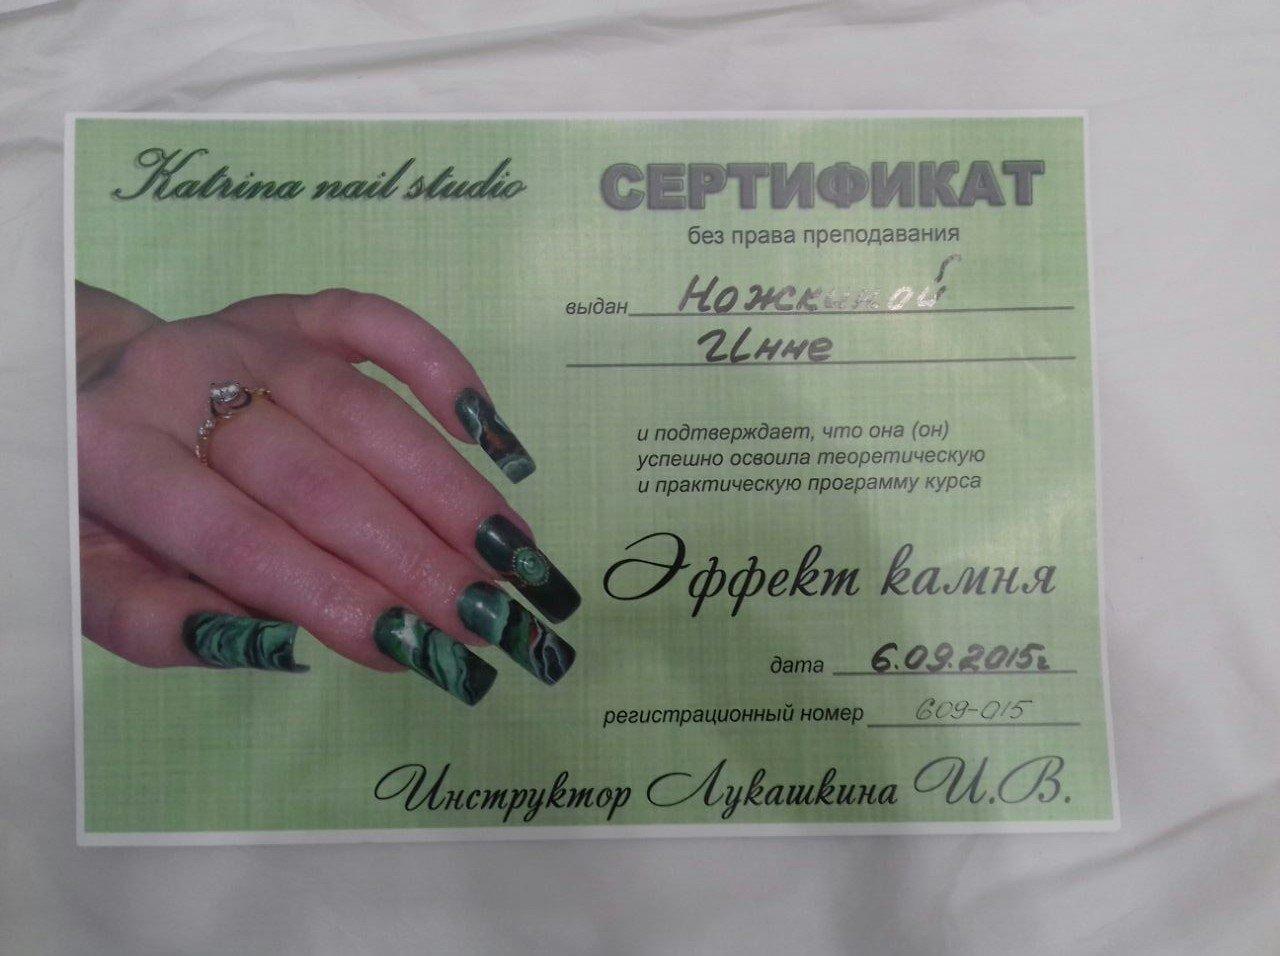 Katrina nail studio
СЕРТИФИКАТ
без права преподавания
выдан Ножкиной
Инне
и подтверждает, что она (он)
успешно освоила теоретическую
и практическую программу курса
Эффект камня
дата 6.09.2015г
регистрационный номер 609-015
Инструктор Лукашкина И.В.